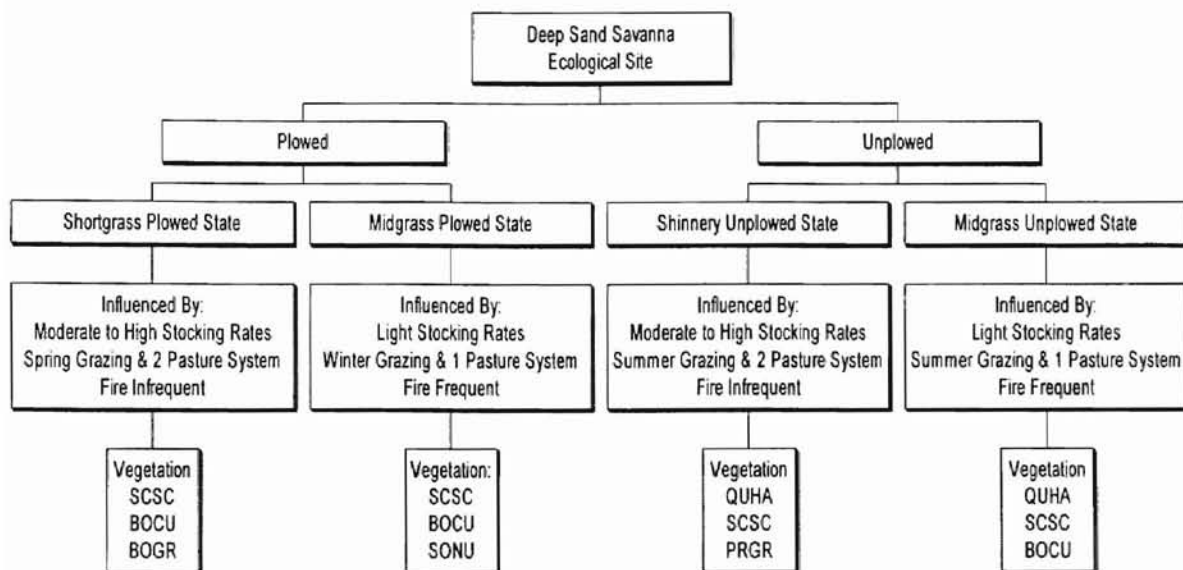 Deep Sand Savanna
Ecological Site
Plowed
Unplowed
Shortgrass Plowed State
Midgrass Plowed State
Shinnery Unplowed State
Midgrass Unplowed State
Influenced By:
Moderate to High Stocking Rates
Spring Grazing & 2 Pasture System
Fire Infrequent
Influenced By:
Light Stocking Rates
Winter Grazing & 1 Pasture System
Fire Frequent
Influenced By:
Moderate to High Stocking Rates
Summer Grazing & 2 Pasture System
Fire Infrequent
Influenced By:
Light Stocking Rates
Summer Grazing & 1 Pasture System
Fire Frequent
Vegetation
SCSC
BOCU
BOGR
Vegetation:
SCSC
BOCU
SONU
Vegetation
QUHA
SCSC
PRGR
Vegetation
QUHA
SCSC
BOCU